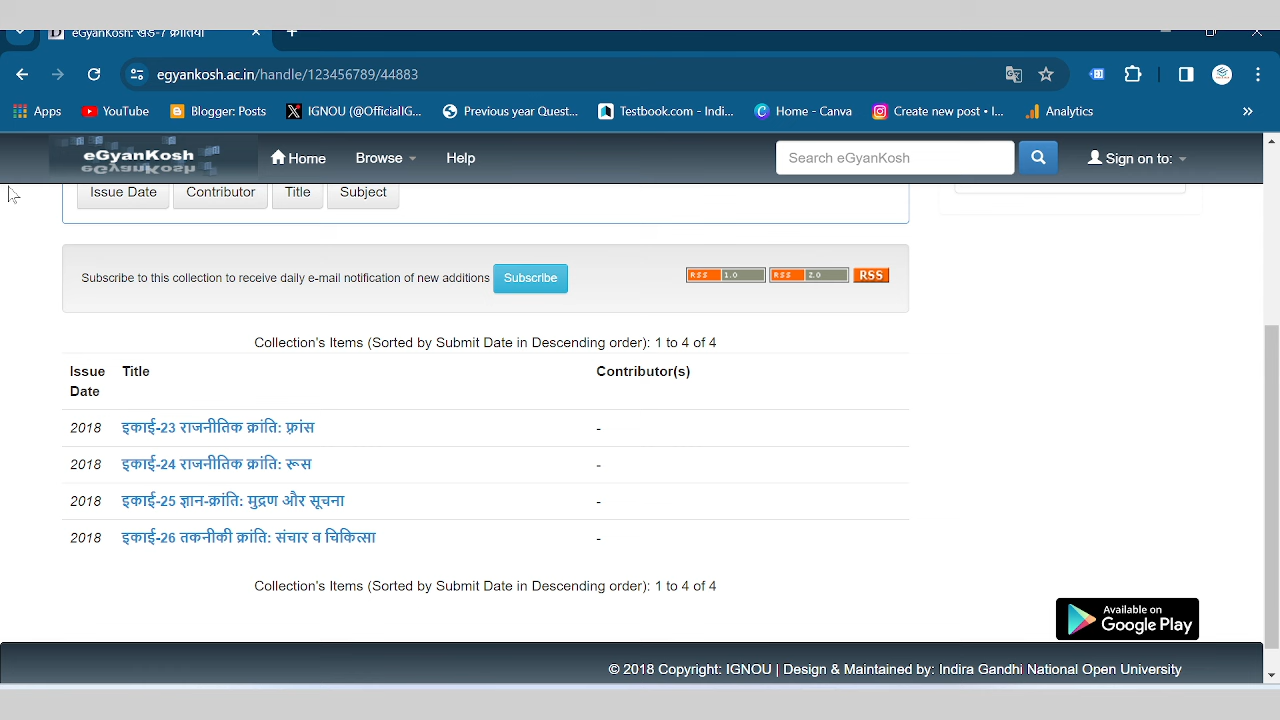 eGyanKosh: खंड-7 क्रांतियाँ
egyankosh.ac.in/handle/123456789/44883
Apps YouTube Blogger: Posts IGNOU (@OfficialIG... Previous year Quest... Testbook.com - Indi... Home - Canva Create new post • I... Analytics
eGyanKosh Home Browse Help Search eGyanKosh Sign on to:
Issue Date Contributor Title Subject
Subscribe to this collection to receive daily e-mail notification of new additions Subscribe RSS 1.0 RSS 2.0 RSS
Collection's Items (Sorted by Submit Date in Descending order): 1 to 4 of 4
Issue Date Title Contributor(s)
2018 इकाई-23 राजनीतिक क्रांति: फ़्रांस -
2018 इकाई-24 राजनीतिक क्रांति: रूस -
2018 इकाई-25 ज्ञान-क्रांति: मुद्रण और सूचना -
2018 इकाई-26 तकनीकी क्रांति: संचार व चिकित्सा -
Collection's Items (Sorted by Submit Date in Descending order): 1 to 4 of 4
Available on
Google Play
© 2018 Copyright: IGNOU | Design & Maintained by: Indira Gandhi National Open University